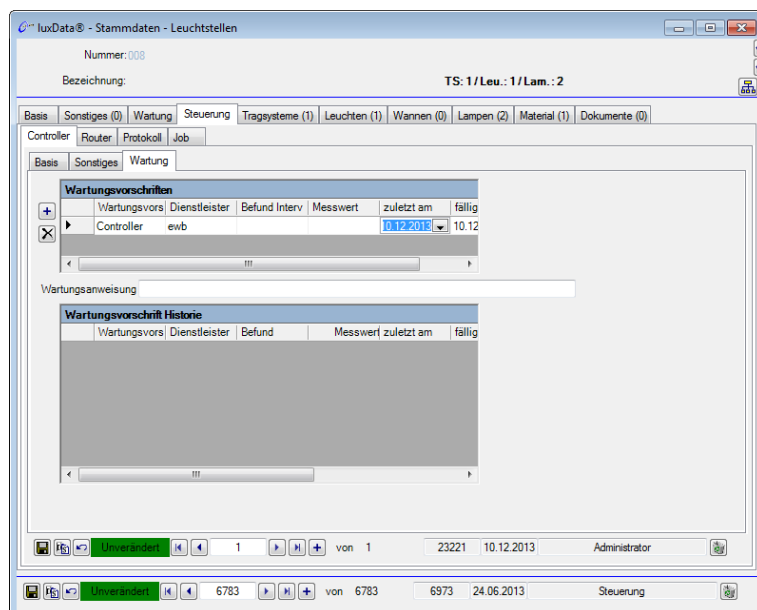 luxData® - Stammdaten - Leuchtstellen
Nummer: 008
Bezeichnung: TS: 1 / Leu.: 1 / Lam. : 2
Basis Sonstiges (0) Wartung Steuerung Tragsysteme (1) Leuchten (1) Wannen (0) Lampen (2) Material (1) Dokumente (0)
Controller Router Protokoll Job
Basis Sonstiges Wartung
Wartungsvorschriften
Wartungsvors Dienstleister Befund Interv Messwert zuletzt am fällig
Controller ewb 10.12.2013 10.12
Wartungsanweisung
Wartungsvorschrift Historie
Wartungsvors Dienstleister Befund Messwert zuletzt am fällig
Unverändert 1 von 1 23221 10.12.2013 Administrator
Unverändert 6783 von 6783 6973 24.06.2013 Steuerung